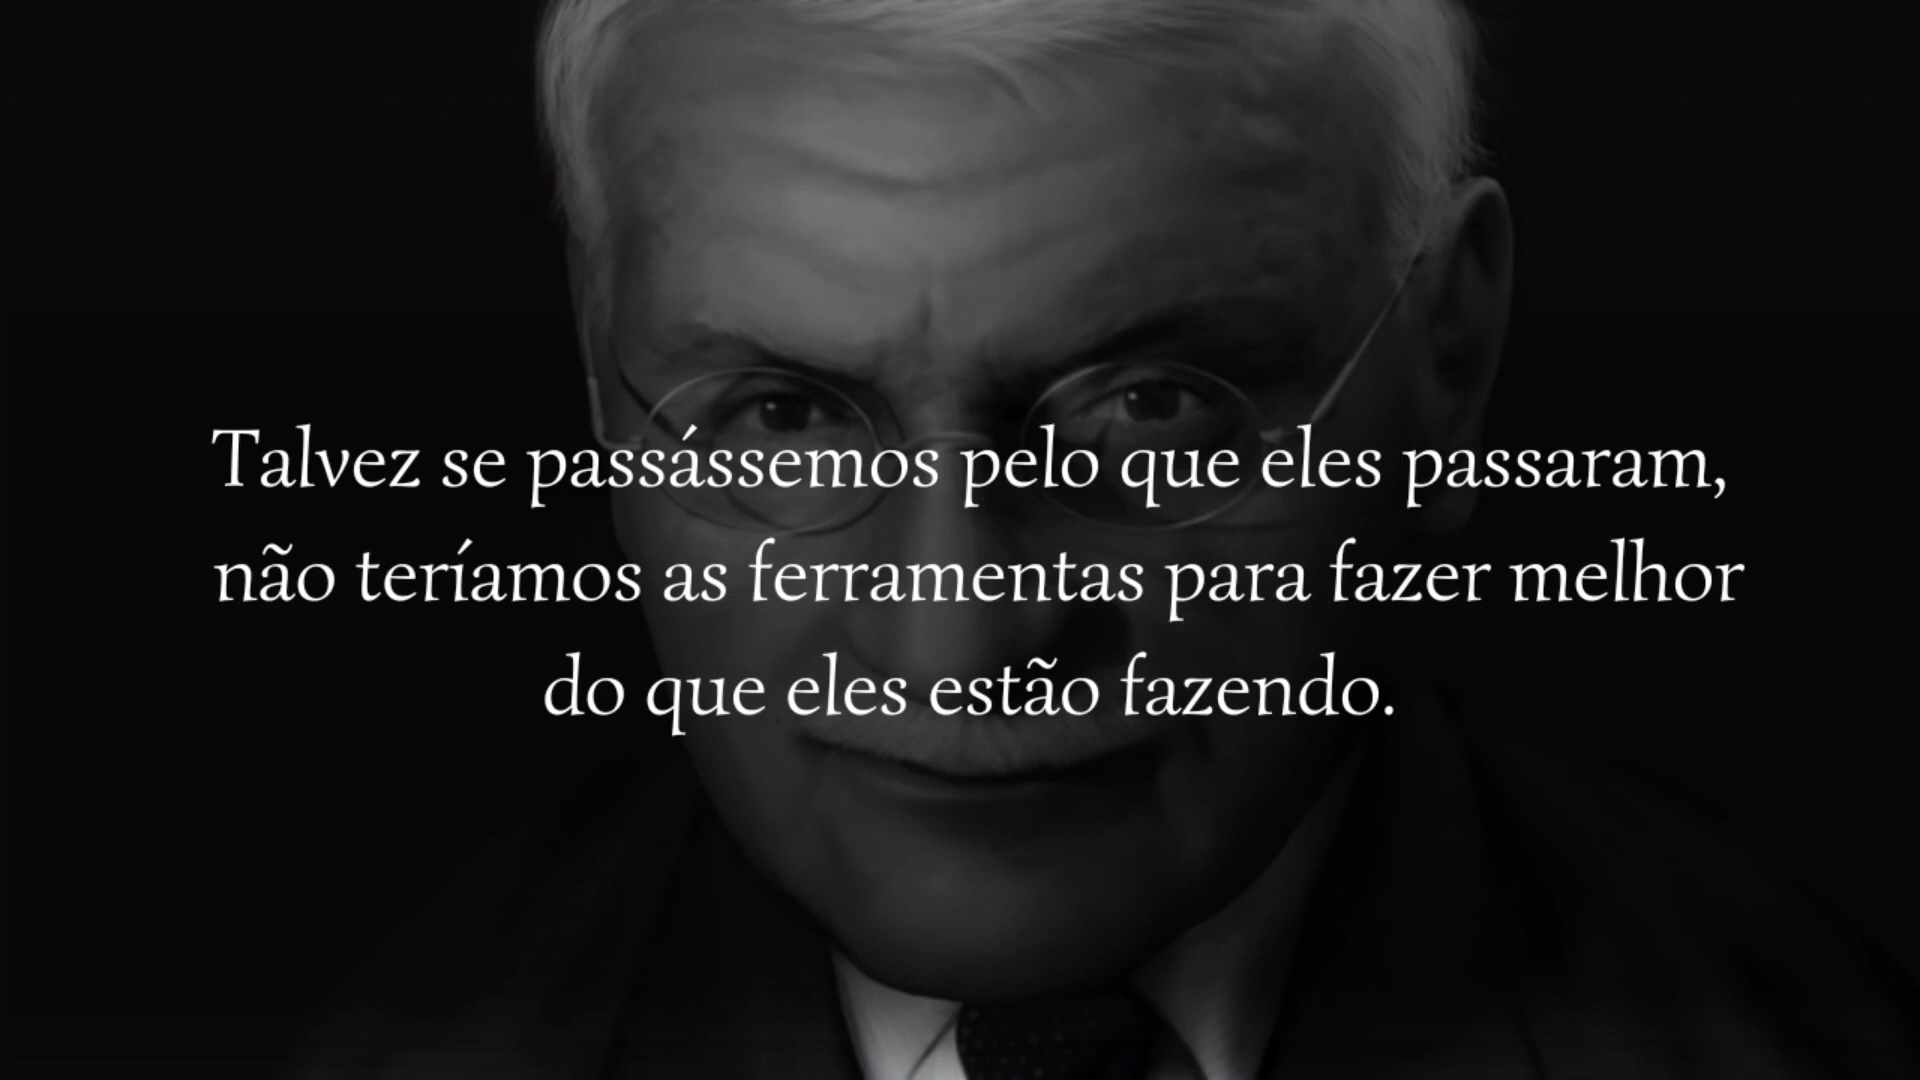 Talvez se passássemos pelo que eles passaram,
não teríamos as ferramentas para fazer melhor
do que eles estão fazendo.